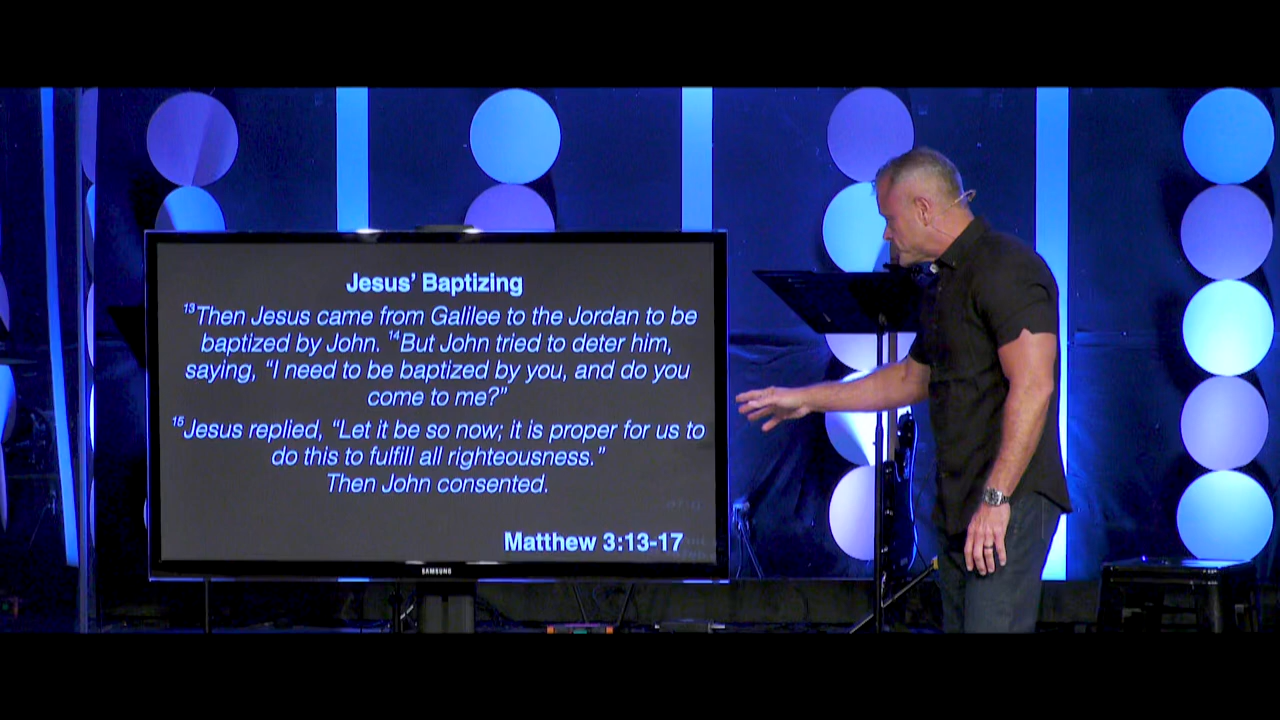 Jesus’ Baptizing
¹³Then Jesus came from Galilee to the Jordan to be
baptized by John. ¹⁴But John tried to deter him,
saying, “I need to be baptized by you, and do you
come to me?”
¹⁵Jesus replied, “Let it be so now; it is proper for us to
do this to fulfill all righteousness.”
Then John consented.
Matthew 3:13-17
SAMSUNG